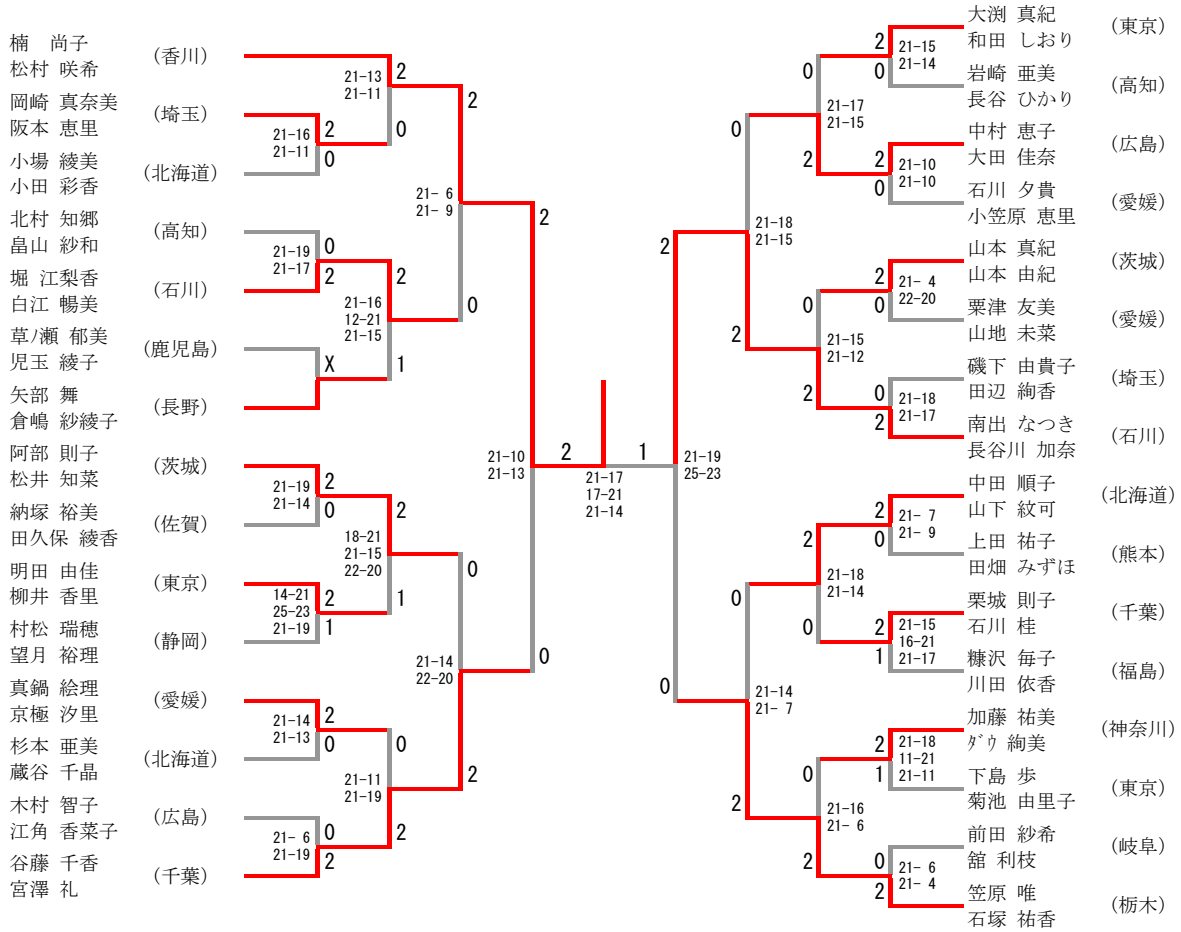 楠 尚子
松村 咲希
(香川)
岡崎 真奈美
阪本 恵里
(埼玉)
小場 綾美
小田 彩香
(北海道)
北村 知郷
畠山 紗和
(高知)
堀 江梨香
白江 暢美
(石川)
草ﾉ瀬 郁美
児玉 綾子
(鹿児島)
矢部 舞
倉嶋 紗綾子
(長野)
阿部 則子
松井 知菜
(茨城)
納塚 裕美
田久保 綾香
(佐賀)
明田 由佳
柳井 香里
(東京)
村松 瑞穂
望月 裕理
(静岡)
真鍋 絵理
京極 汐里
(愛媛)
杉本 亜美
蔵谷 千晶
(北海道)
木村 智子
江角 香菜子
(広島)
谷藤 千香
宮澤 礼
(千葉)
21-16
21-11
2
0
21-19
21-17
0
2
X
21-19
21-14
2
0
14-21
25-23
21-19
2
1
21-14
21-13
2
0
21- 6
21-19
0
2
21-13
21-11
2
0
21-16
12-21
21-15
2
1
18-21
21-15
22-20
2
1
21-11
21-19
0
2
21- 6
21- 9
2
0
21-14
22-20
0
2
21-10
21-13
2
0
2
1
21-17
17-21
21-14
21-19
25-23
2
0
21-18
21-15
0
2
21-14
21- 7
0
2
21-17
21-15
0
2
21-15
21-12
0
2
21-18
21-14
2
0
21-16
21- 6
0
2
21-15
21-14
2
0
21-10
21-10
2
0
21- 4
22-20
2
0
21-18
21-17
0
2
21- 7
21- 9
2
0
21-15
16-21
21-17
2
1
21-18
11-21
21-11
2
1
21- 6
21- 4
0
2
大渕 真紀
和田 しおり
(東京)
岩崎 亜美
長谷 ひかり
(高知)
中村 恵子
大田 佳奈
(広島)
石川 夕貴
小笠原 恵里
(愛媛)
山本 真紀
山本 由紀
(茨城)
粟津 友美
山地 未菜
(愛媛)
磯下 由貴子
田辺 絢香
(埼玉)
南出 なつき
長谷川 加奈
(石川)
中田 順子
山下 紋可
(北海道)
上田 祐子
田畑 みずほ
(熊本)
栗城 則子
石川 桂
(千葉)
糠沢 毎子
川田 依香
(福島)
加藤 祐美
ﾀﾞｳ 絢美
(神奈川)
下島 歩
菊池 由里子
(東京)
前田 紗希
舘 利枝
(岐阜)
笠原 唯
石塚 祐香
(栃木)